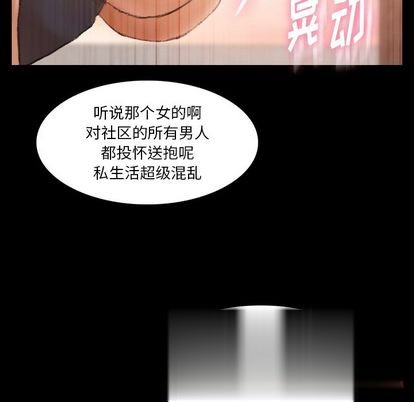 晃动
听说那个女的啊
对社区的所有男人
都投怀送抱呢
私生活超级混乱